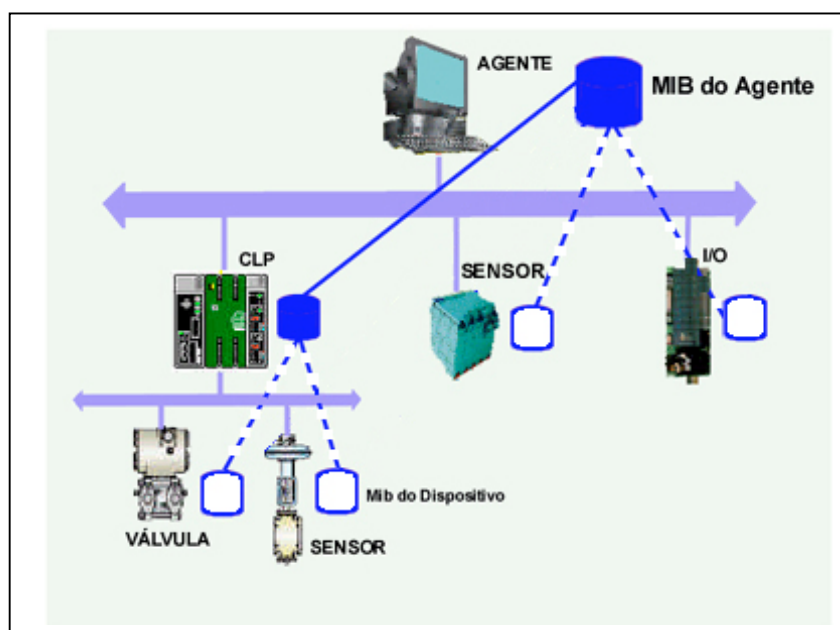 AGENTE
MIB do Agente
CLP
SENSOR
I/O
Mib do Dispositivo
VÁLVULA
SENSOR